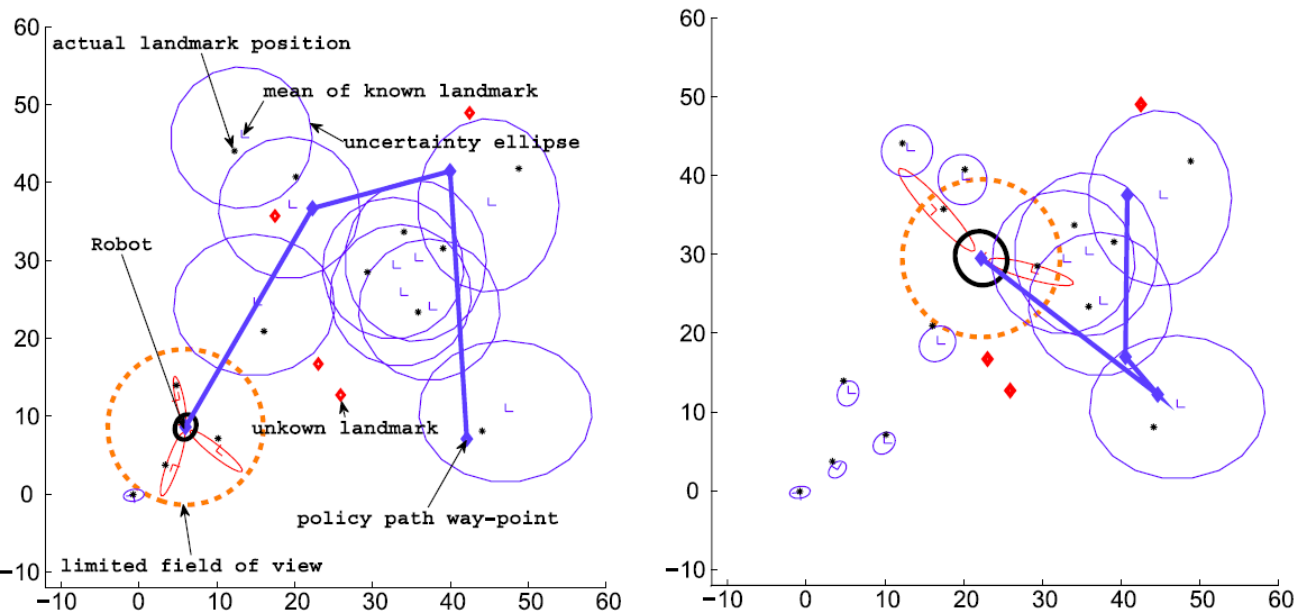 60
50
40
30
20
10
0
−10
−10 0 10 20 30 40 50 60
actual landmark position
mean of known landmark
uncertainty ellipse
Robot
unkown landmark
policy path way-point
limited field of view
60
50
40
30
20
10
0
−10
−10 0 10 20 30 40 50 60